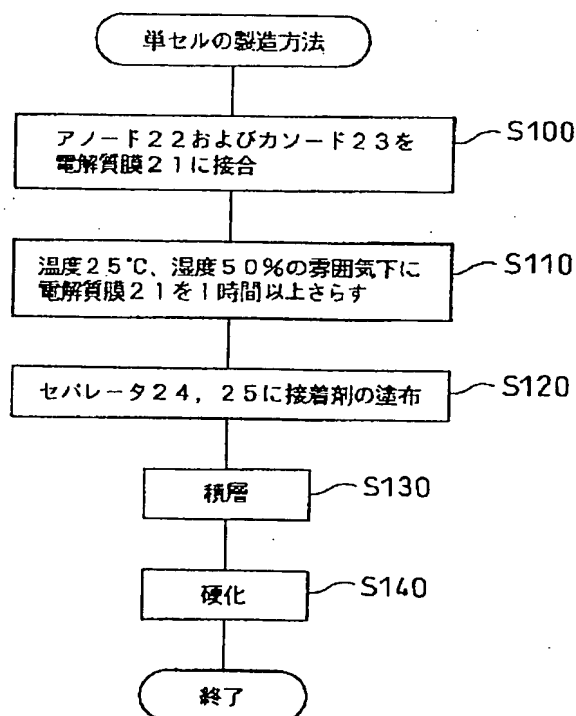 単セルの製造方法
アノード２２およびカソード２３を
電解質膜２１に接合
S100
温度２５℃、湿度５０％の雰囲気下に
電解質膜２１を１時間以上さらす
S110
セパレータ２４，２５に接着剤の塗布
S120
積層
S130
硬化
S140
終了